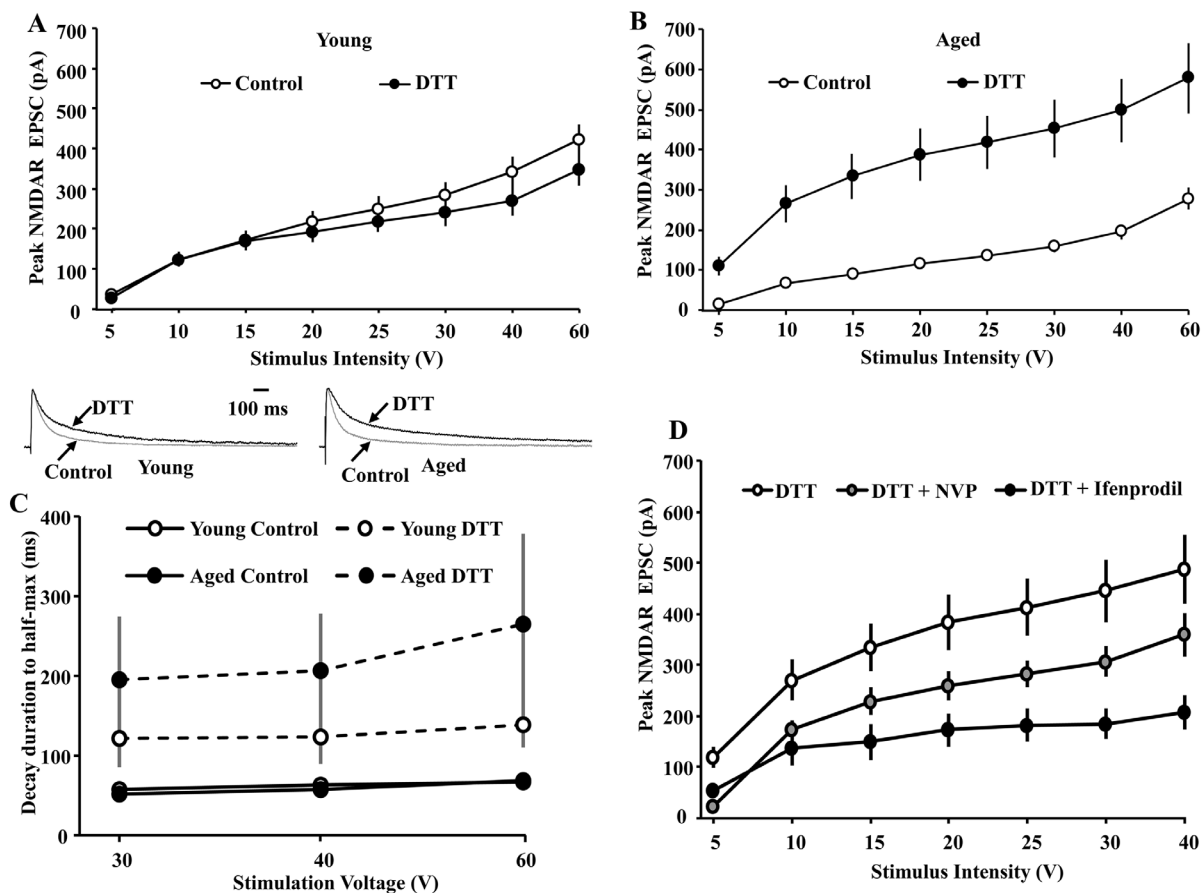 A
Young
Control DTT
Peak NMDAR EPSC (pA)
700
600
500
400
300
200
100
0
5 10 15 20 25 30 40 60
Stimulus Intensity (V)
B
Aged
Control DTT
Peak NMDAR EPSC (pA)
700
600
500
400
300
200
100
0
5 10 15 20 25 30 40 60
Stimulus Intensity (V)
DTT
100 ms
Control
Young
DTT
Control
Aged
C
Young Control Young DTT
Aged Control Aged DTT
Decay duration to half-max (ms)
400
300
200
100
0
30 40 60
Stimulation Voltage (V)
D
DTT DTT + NVP DTT + Ifenprodil
Peak NMDAR EPSC (pA)
700
600
500
400
300
200
100
0
5 10 15 20 25 30 40
Stimulus Intensity (V)